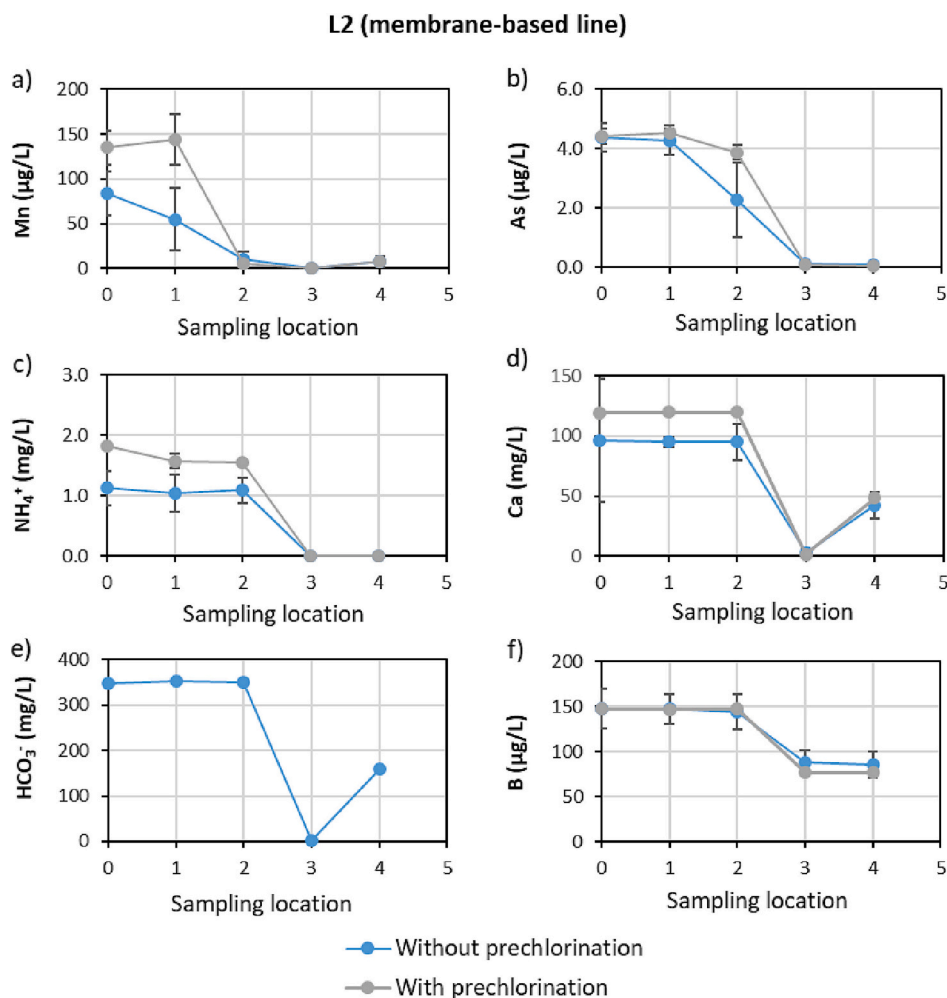 L2 (membrane-based line)
a)
200
150
100
50
0
Mn (µg/L)
0 1 2 3 4 5
Sampling location
b)
6.0
4.0
2.0
0.0
As (µg/L)
0 1 2 3 4 5
Sampling location
c)
3.0
2.0
1.0
0.0
NH₄⁺ (mg/L)
0 1 2 3 4 5
Sampling location
d)
150
100
50
0
Ca (mg/L)
0 1 2 3 4 5
Sampling location
e)
400
300
200
100
0
HCO₃⁻ (mg/L)
0 1 2 3 4 5
Sampling location
f)
200
150
100
50
0
B (µg/L)
0 1 2 3 4 5
Sampling location
Without prechlorination
With prechlorination